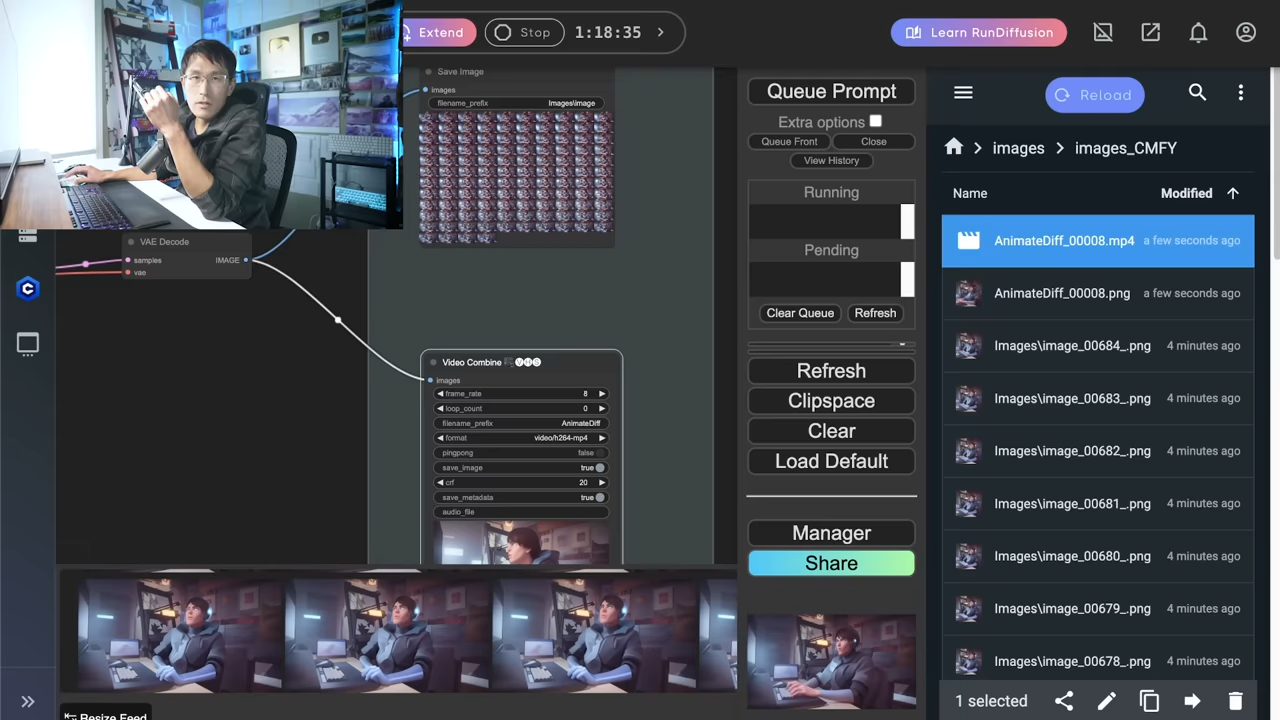 Extend
Stop
1:18:35
Learn RunDiffusion
Save Image
images
filename_prefix
Images\image
VAE Decode
samples
IMAGE
vae
Video Combine
VHS
images
frame_rate
8
loop_count
0
filename_prefix
AnimateDiff
format
video/h264-mp4
pingpong
false
save_image
true
crf
20
save_metadata
true
audio_file
Resize Feed
Queue Prompt
Extra options
Queue Front
Close
View History
Running
Pending
Clear Queue
Refresh
Refresh
Clipspace
Clear
Load Default
Manager
Share
Reload
images
images_CMFY
Name
Modified
AnimateDiff_00008.mp4
a few seconds ago
AnimateDiff_00008.png
a few seconds ago
Images\image_00684_.png
4 minutes ago
Images\image_00683_.png
4 minutes ago
Images\image_00682_.png
4 minutes ago
Images\image_00681_.png
4 minutes ago
Images\image_00680_.png
4 minutes ago
Images\image_00679_.png
4 minutes ago
Images\image_00678_.png
4 minutes ago
1 selected